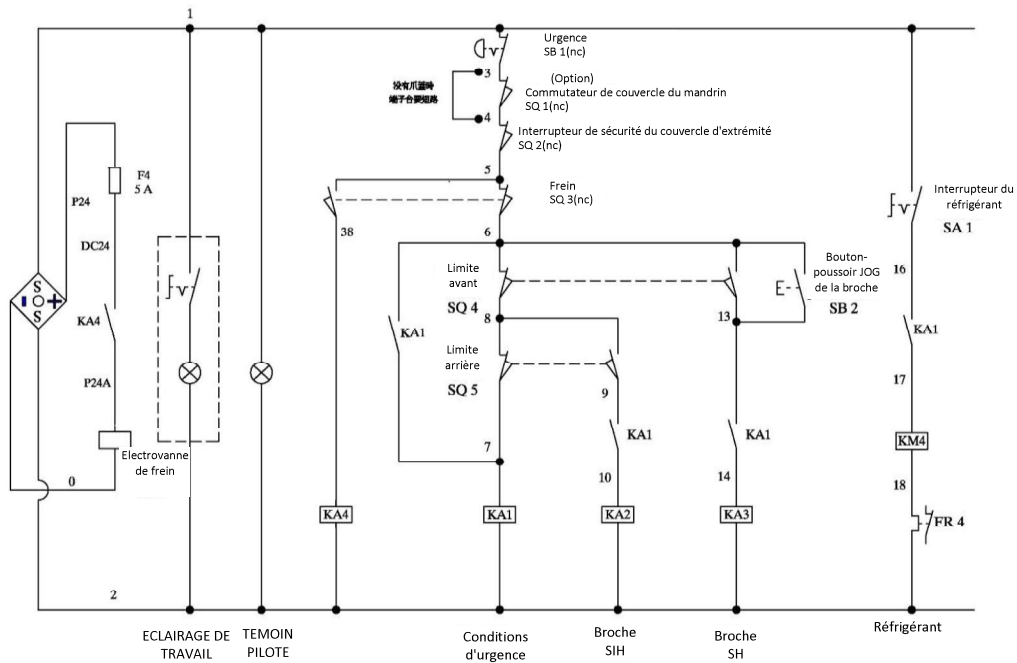 1
Urgence
SB 1(nc)
3
(Option)
没有爪蓋時
端子台要短路
Commutateur de couvercle du mandrin
SQ 1(nc)
4
Interrupteur de sécurité du couvercle d'extrémité
SQ 2(nc)
F4
5 A
5
Frein
SQ 3(nc)
Interrupteur du
réfrigérant
SA 1
P24
38
6
DC24
Limite
avant
SQ 4
Bouton-
poussoir JOG
de la broche
SB 2
16
S
S
KA4
KA1
8
13
KA1
Limite
arrière
SQ 5
P24A
9
17
KA1
KA1
KM4
Electrovanne
de frein
7
0
10
14
18
KA4
KA1
KA2
KA3
FR 4
2
ECLAIRAGE DE
TRAVAIL
TEMOIN
PILOTE
Conditions
d'urgence
Broche
SIH
Broche
SH
Réfrigérant